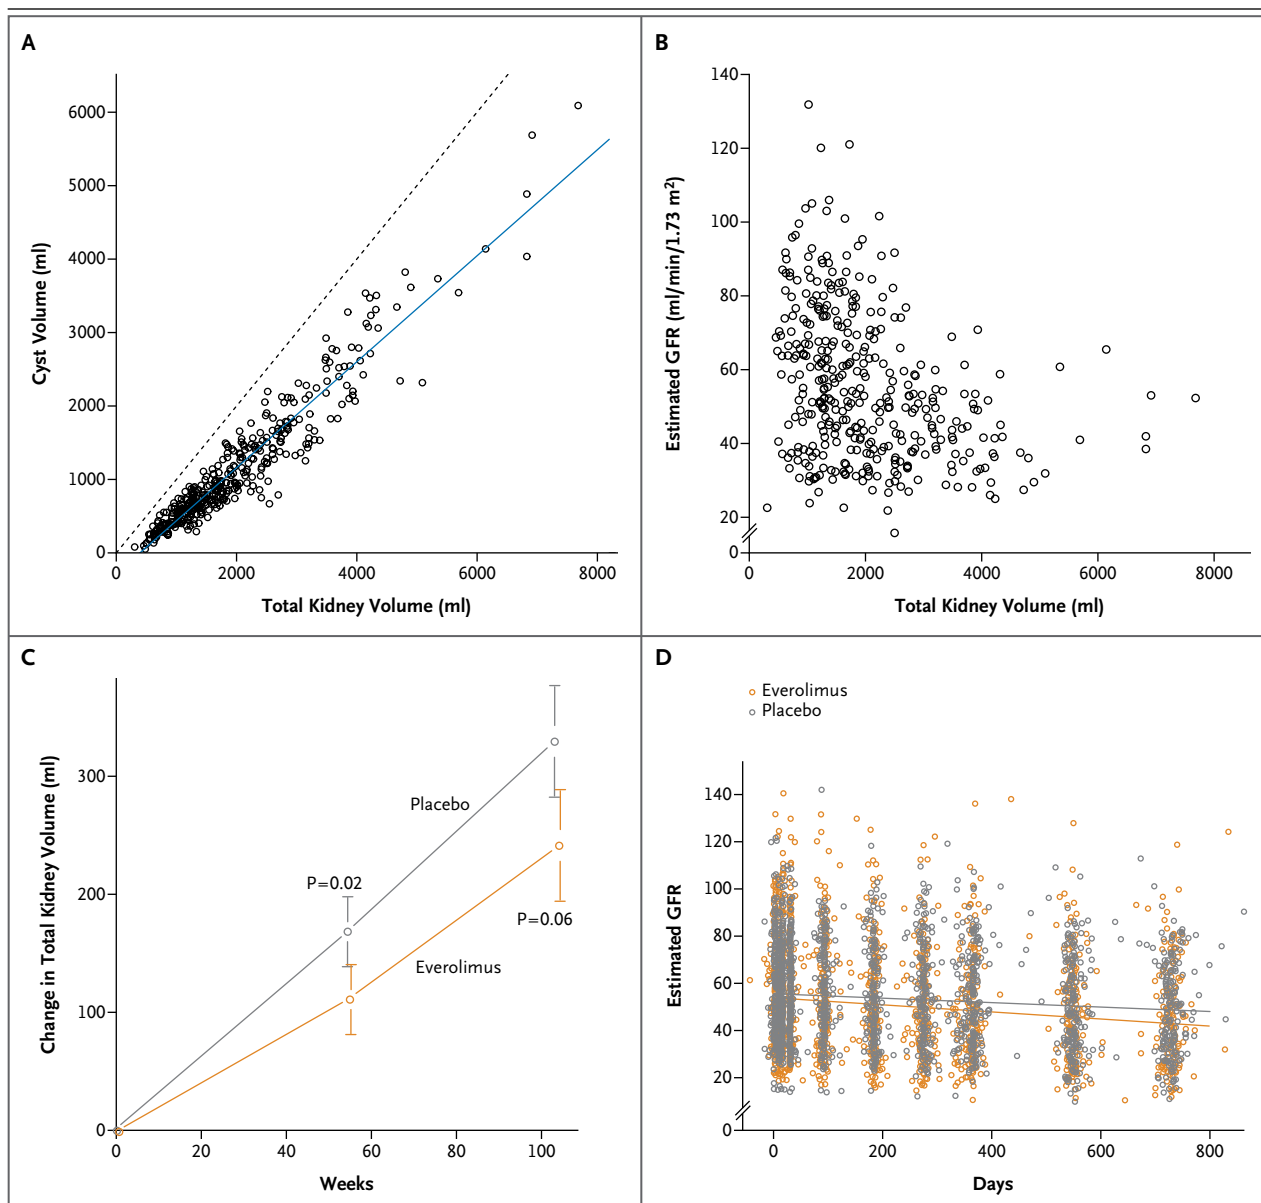 A
6000
5000
4000
3000
2000
1000
0
Cyst Volume (ml)
0 2000 4000 6000 8000
Total Kidney Volume (ml)
B
140
120
100
80
60
40
20
0
Estimated GFR (ml/min/1.73 m²)
0 2000 4000 6000 8000
Total Kidney Volume (ml)
C
300
200
100
0
Change in Total Kidney Volume (ml)
Placebo
P=0.02
P=0.06
Everolimus
0 20 40 60 80 100
Weeks
D
Everolimus
Placebo
140
120
100
80
60
40
20
0
Estimated GFR
0 200 400 600 800
Days